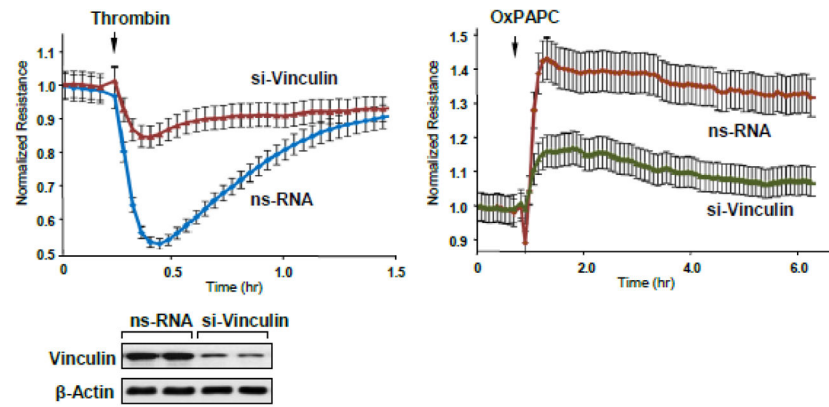 Thrombin
1.1
1.0
0.9
0.8
0.7
0.6
0.5
Normalized Resistance
si-Vinculin
ns-RNA
0
0.5
1.0
1.5
Time (hr)
OxPAPC
1.5
1.4
1.3
1.2
1.1
1.0
0.9
Normalized Resistance
ns-RNA
si-Vinculin
0
2.0
4.0
6.0
Time (hr)
ns-RNA si-Vinculin
Vinculin
β-Actin